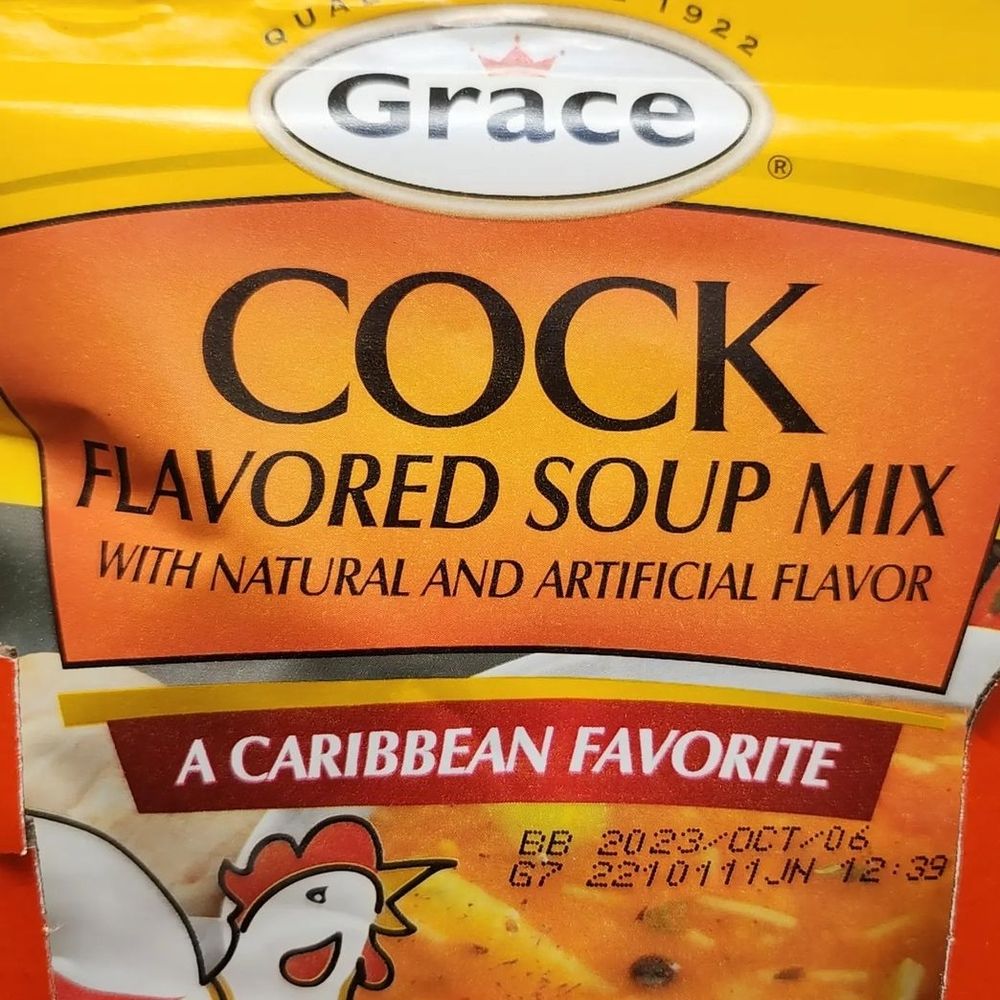 1922
Grace
®
COCK
FLAVORED SOUP MIX
WITH NATURAL AND ARTIFICIAL FLAVOR
A CARIBBEAN FAVORITE
BB 2023/OCT/06
G7 2210111JN 12:39